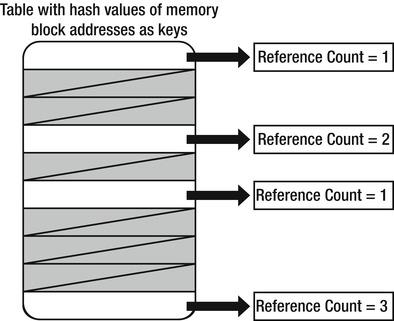 Table with hash values of memory
block addresses as keys
Reference Count = 1
Reference Count = 2
Reference Count = 1
Reference Count = 3